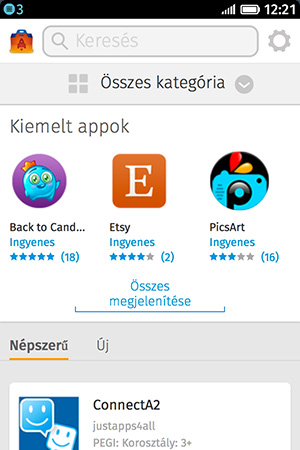 3 12:21
Keresés
Összes kategória
Kiemelt appok
Back to Cand... Etsy PicsArt
Ingyenes Ingyenes Ingyenes
(18) (2) (16)
Összes
megjelenítése
Népszerű Új
ConnectA2
justapps4all
PEGI: Korosztály: 3+